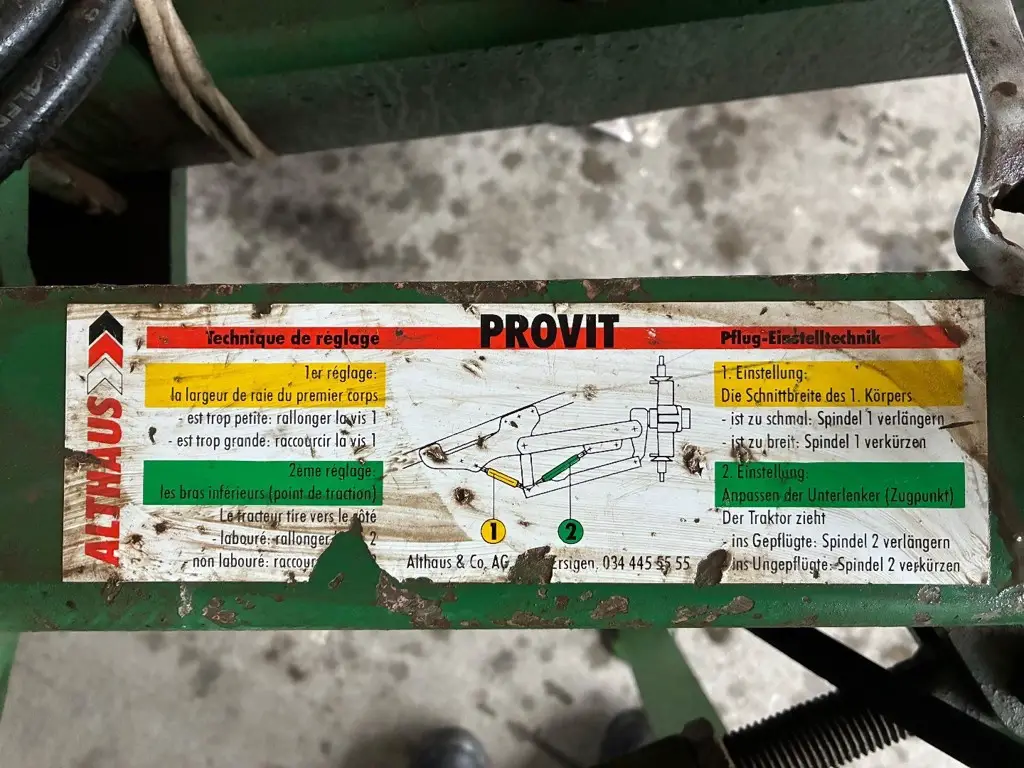 ALTHAUS
PROVIT
Technique de réglage
1er réglage:
la largeur de raie du premier corps
- est trop petite: rallonger la vis 1
- est trop grande: raccourcir la vis 1
2ème réglage:
les bras inférieurs (point de traction)
Le tracteur tire vers le côté
- labouré: rallonger 2
non labouré:
1
2
Althaus & Co. AG 034 445 55 55
Pflug-Einstelltechnik
1. Einstellung:
Die Schnittbreite des 1. Körpers
- ist zu schmal: Spindel 1 verlängern
- ist zu breit: Spindel 1 verkürzen
2. Einstellung:
Anpassen der Unterlenker (Zugpunkt)
Der Traktor zieht
- ins Gepflügte: Spindel 2 verlängern
- ins Ungepflügte: Spindel 2 verkürzen